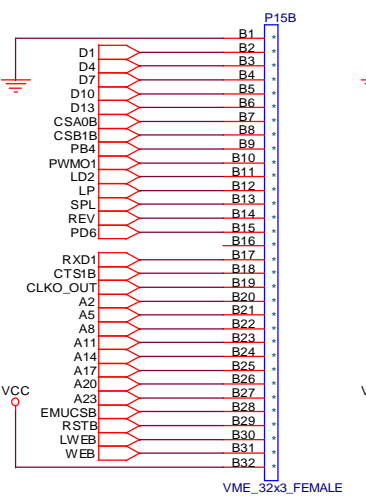 P15B
B1
D1 B2
D4 B3
D7 B4
D10 B5
D13 B6
CSA0B B7
CSB1B B8
PB4 B9
PWMO1 B10
LD2 B11
LP B12
SPL B13
REV B14
PD6 B15
B16
RXD1 B17
CTS1B B18
CLKO_OUT B19
A2 B20
A5 B21
A8 B22
A11 B23
A14 B24
A17 B25
A20 B26
VCC A23 B27
EMUCSB B28
RSTB B29
LWEB B30
WEB B31
B32
VME_32x3_FEMALE